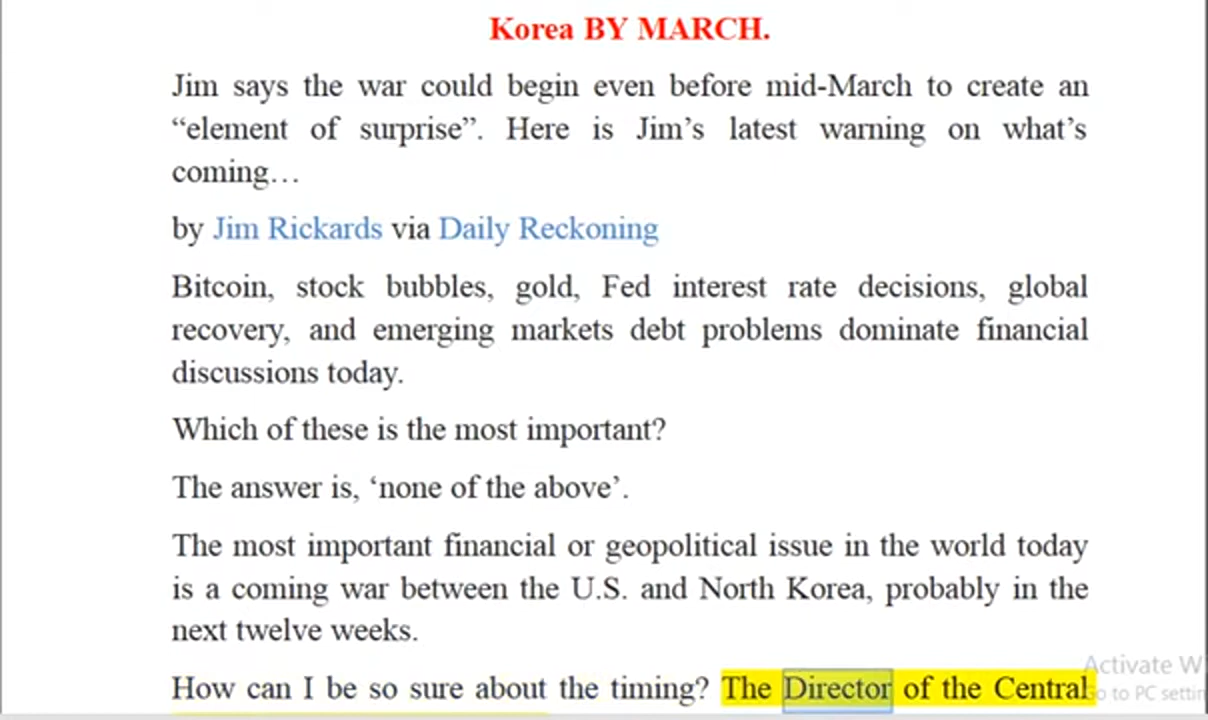 Korea BY MARCH.
Jim says the war could begin even before mid-March to create an
“element of surprise”. Here is Jim’s latest warning on what’s
coming…
by Jim Rickards via Daily Reckoning
Bitcoin, stock bubbles, gold, Fed interest rate decisions, global
recovery, and emerging markets debt problems dominate financial
discussions today.
Which of these is the most important?
The answer is, ‘none of the above’.
The most important financial or geopolitical issue in the world today
is a coming war between the U.S. and North Korea, probably in the
next twelve weeks.
Activate W
How can I be so sure about the timing? The Director of the Central
Go to PC settin